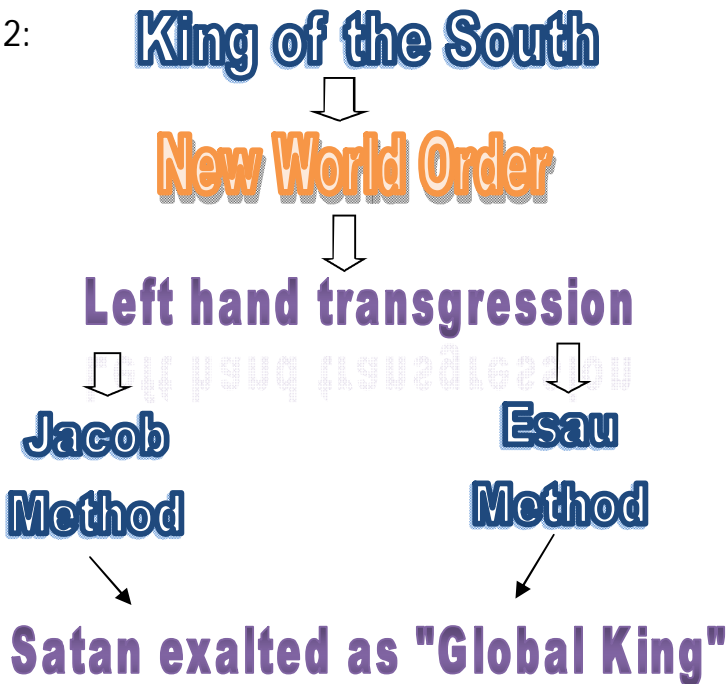 2:
King of the South
New World Order
Left hand transgression
Jacob
Method
Esau
Method
Satan exalted as "Global King"